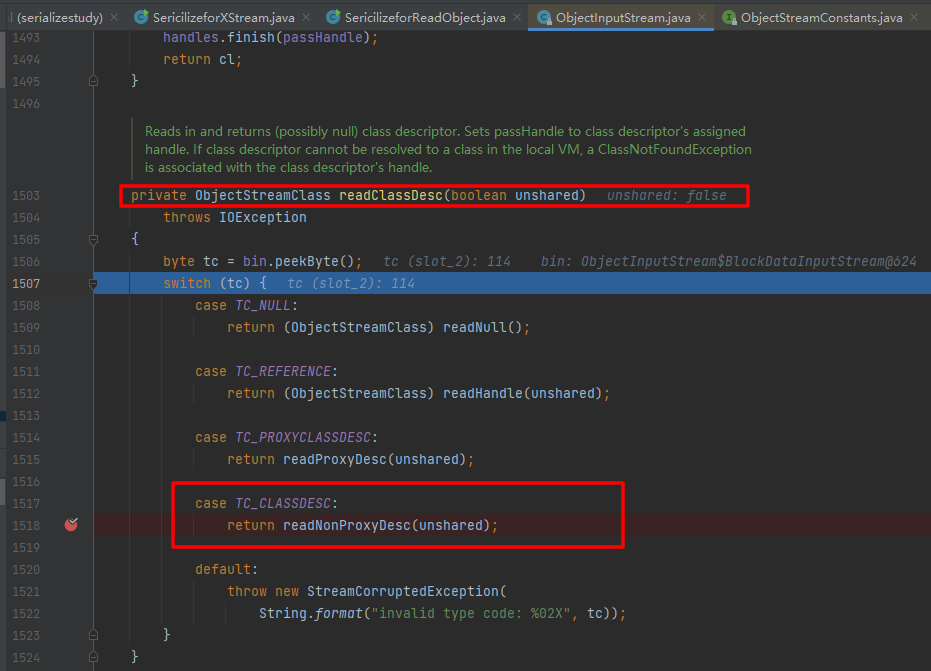 (serializestudy) SericilizeforXStream.java SericilizeforReadObject.java ObjectInputStream.java ObjectStreamConstants.java
1493 handles.finish(passHandle);
1494 return cl;
1495 }
1496
Reads in and returns (possibly null) class descriptor. Sets passHandle to class descriptor's assigned
handle. If class descriptor cannot be resolved to a class in the local VM, a ClassNotFoundException
is associated with the class descriptor's handle.
1503 private ObjectStreamClass readClassDesc(boolean unshared) unshared: false
1504 throws IOException
1505 {
1506 byte tc = bin.peekByte(); tc (slot_2): 114 bin: ObjectInputStream$BlockDataInputStream@624
1507 switch (tc) { tc (slot_2): 114
1508 case TC_NULL:
1509 return (ObjectStreamClass) readNull();
1510
1511 case TC_REFERENCE:
1512 return (ObjectStreamClass) readHandle(unshared);
1513
1514 case TC_PROXYCLASSDESC:
1515 return readProxyDesc(unshared);
1516
1517 case TC_CLASSDESC:
1518 return readNonProxyDesc(unshared);
1519
1520 default:
1521 throw new StreamCorruptedException(
1522 String.format("invalid type code: %02X", tc));
1523 }
1524 }